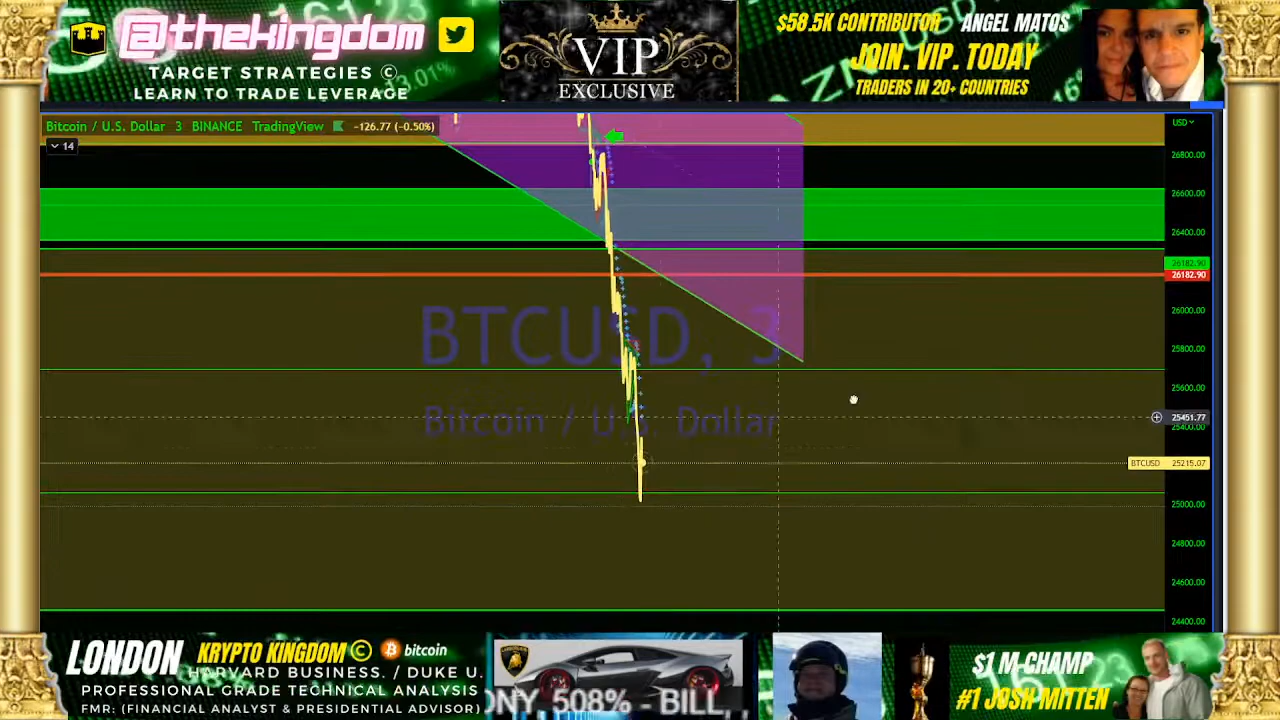 @thekingdom
TARGET STRATEGIES ©
LEARN TO TRADE LEVERAGE
VIP
EXCLUSIVE
$58.5K CONTRIBUTOR ANGEL MATOS
JOIN. VIP. TODAY
TRADERS IN 20+ COUNTRIES
Bitcoin / U.S. Dollar 3 BINANCE TradingView -126.77 (-0.50%)
14
USD
26800.00
26600.00
26400.00
26182.90
26182.90
26000.00
25800.00
25600.00
25451.77
25400.00
BTCUSD 25215.07
25000.00
24800.00
24600.00
24400.00
BTCUSD, 3
Bitcoin / U.S. Dollar
LONDON KRYPTO KINGDOM © bitcoin
HARVARD BUSINESS. / DUKE U.
PROFESSIONAL GRADE TECHNICAL ANALYSIS
FMR: (FINANCIAL ANALYST & PRESIDENTIAL ADVISOR)
ONY, 508% - BILL,
$1 M CHAMP
#1 JOSH MITTEN